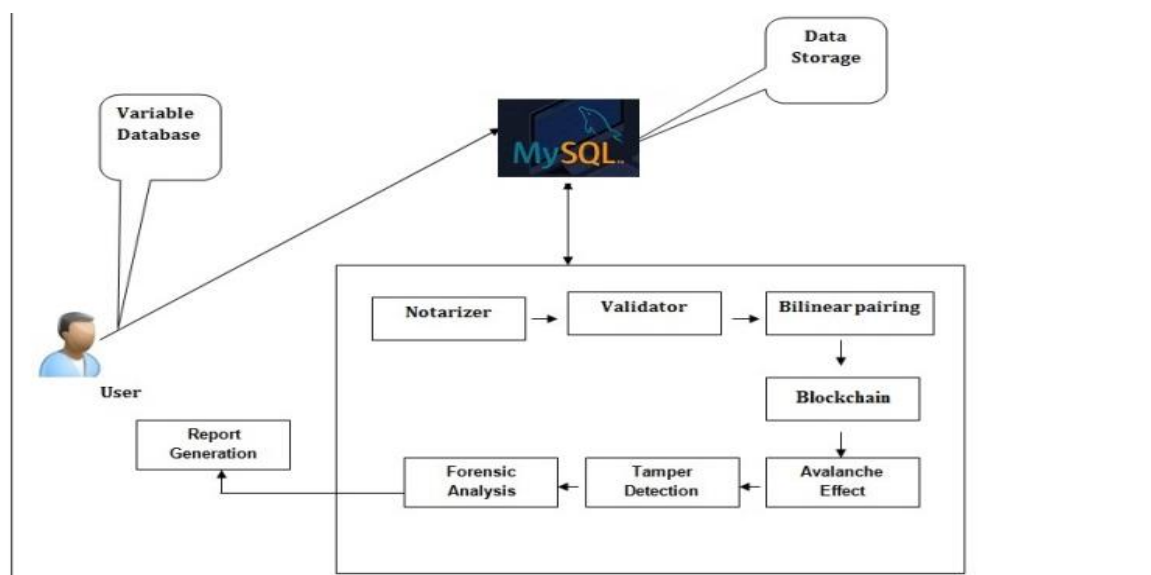 Data
Storage
Variable
Database
MySQL
Notarizer
Validator
Bilinear pairing
User
Blockchain
Report
Generation
Forensic
Analysis
Tamper
Detection
Avalanche
Effect